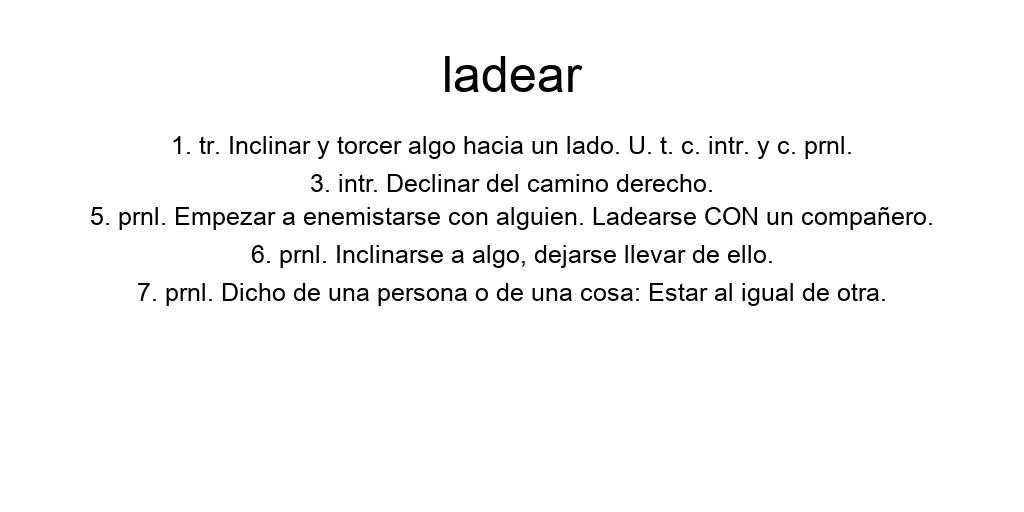 ladear
1. tr. Inclinar y torcer algo hacia un lado. U. t. c. intr. y c. prnl.
3. intr. Declinar del camino derecho.
5. prnl. Empezar a enemistarse con alguien. Ladearse CON un compañero.
6. prnl. Inclinarse a algo, dejarse llevar de ello.
7. prnl. Dicho de una persona o de una cosa: Estar al igual de otra.